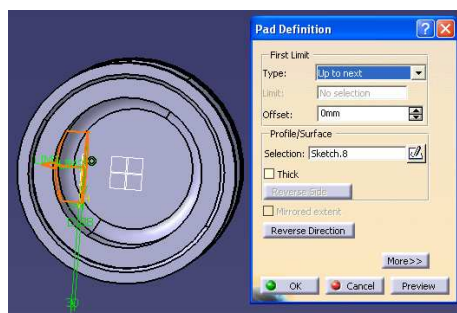 Pad Definition
First Limit
Type: Up to next
Limit: No selection
Offset: 0mm
Profile/Surface
Selection: Sketch.8
Thick
Reverse Side
Mirrored extent
Reverse Direction
More>>
OK Cancel Preview